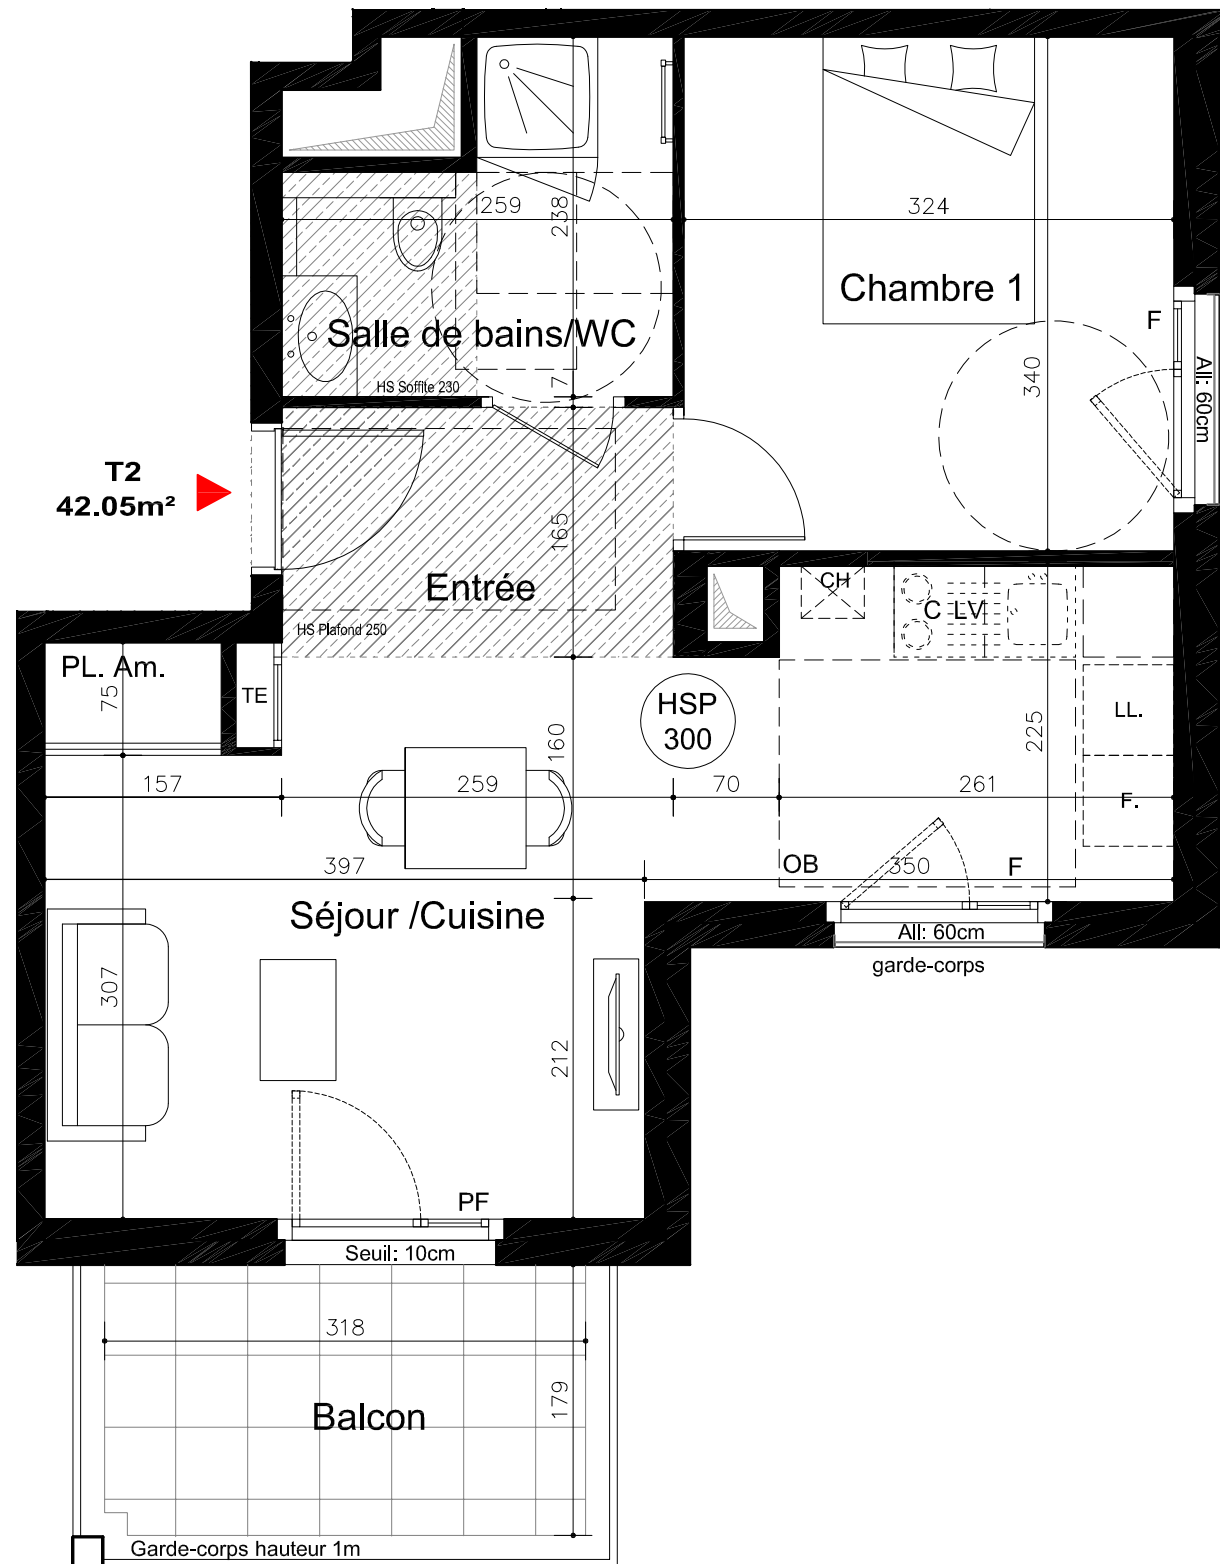 259
238
324
Chambre 1
F
Salle de bains/WC
340
All: 60cm
HS Soffite 230
7
T2
42.05m²
165
Entrée
CH
C LV
HS Plafond 250
PL. Am.
75
TE
HSP
300
LL.
160
225
157
259
70
261
F.
397
OB
350
F
Séjour /Cuisine
All: 60cm
garde-corps
307
212
PF
Seuil: 10cm
318
179
Balcon
Garde-corps hauteur 1m